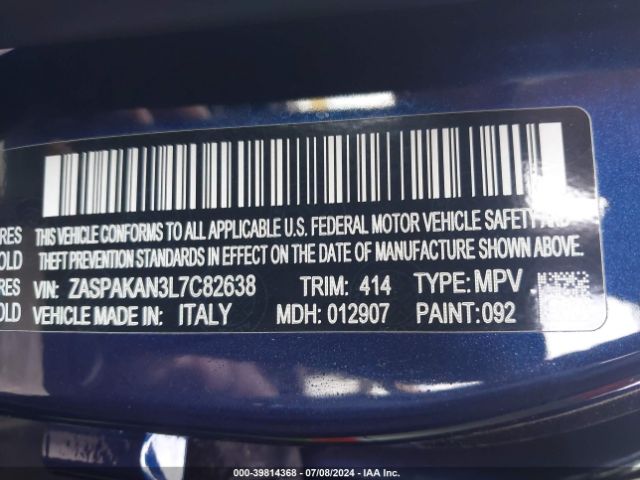 RES
OLD
RES
OLD
THIS VEHICLE CONFORMS TO ALL APPLICABLE U.S. FEDERAL MOTOR VEHICLE SAFETY AND
THEFT PREVENTION STANDARDS IN EFFECT ON THE DATE OF MANUFACTURE SHOWN ABOVE.
VIN: ZASPAKAN3L7C82638 TRIM: 414 TYPE: MPV
VEHICLE MADE IN: ITALY MDH: 012907 PAINT: 092
000-39814368 | 07/08/2024 | IAA Inc.